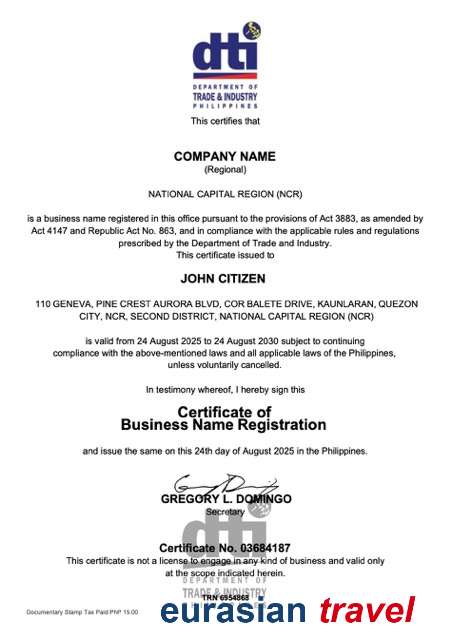 dti
DEPARTMENT OF
TRADE & INDUSTRY
PHILIPPINES
This certifies that
COMPANY NAME
(Regional)
NATIONAL CAPITAL REGION (NCR)
is a business name registered in this office pursuant to the provisions of Act 3883, as amended by
Act 4147 and Republic Act No. 863, and in compliance with the applicable rules and regulations
prescribed by the Department of Trade and Industry.
This certificate issued to
JOHN CITIZEN
110 GENEVA, PINE CREST AURORA BLVD, COR BALETE DRIVE, KAUNLARAN, QUEZON
CITY, NCR, SECOND DISTRICT, NATIONAL CAPITAL REGION (NCR)
is valid from 24 August 2025 to 24 August 2030 subject to continuing
compliance with the above-mentioned laws and all applicable laws of the Philippines,
unless voluntarily cancelled.
In testimony whereof, I hereby sign this
Certificate of
Business Name Registration
and issue the same on this 24th day of August 2025 in the Philippines.
GREGORY L. DOMINGO
Secretary
dti
Certificate No. 03684187
This certificate is not a license to engage in any kind of business and valid only
at the scope indicated herein.
DEPARTMENT OF
TRADE & INDUSTRY
TRN 6954868
PHILIPPINES
Documentary Stamp Tax Paid PhP 15.00
eurasian travel